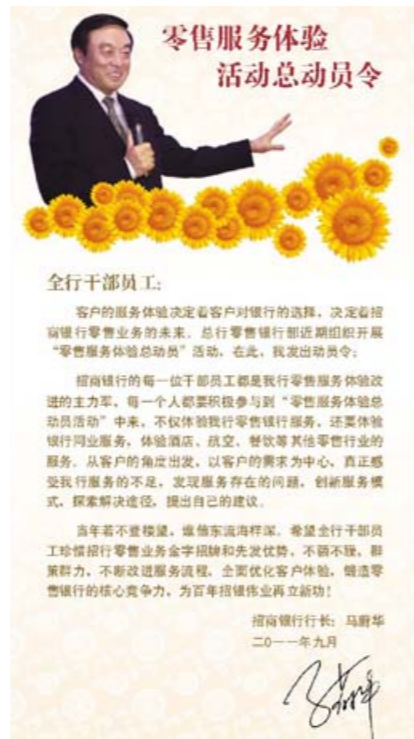 零售服务体验
活动总动员令
全行干部员工:
客户的服务体验决定着客户对银行的选择，决定着招
商银行零售业务的未来。总行零售银行部近期组织开展
“零售服务体验总动员”活动，在此，我发出动员令:
招商银行的每一位干部员工都是我行零售服务体验改
进的主力军，每一个人都要积极参与到“零售服务体验总
动员活动”中来，不仅体验我行零售银行服务，还要体验
银行同业服务，体验酒店、航空、餐饮等其他零售行业的
服务。从客户的角度出发，以客户的需求为中心，真正感
受我行服务的不足，发现服务存在的问题，创新服务模
式，探索解决途径，提出自己的建议。
当年若不登楼望，谁信东流海样深。希望全行干部员
工珍惜招行零售业务金字招牌和先发优势，不骄不躁，群
策群力，不断改进服务流程，全面优化客户体验，锻造零
售银行的核心竞争力，为百年招银伟业再立新功！
招商银行行长：马蔚华
二〇一一年九月
马蔚华